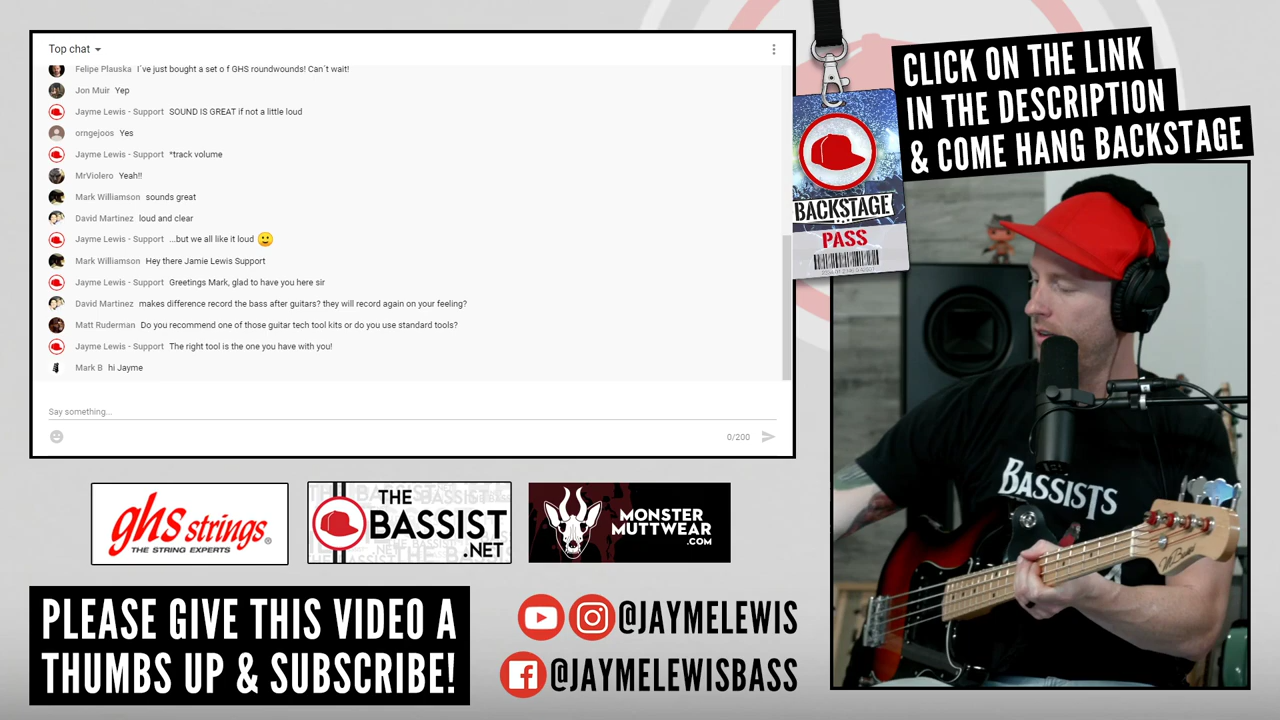 Top chat
Felipe Plauska I´ve just bought a set o f GHS roundwounds! Can´t wait!
Jon Muir Yep
Jayme Lewis - Support SOUND IS GREAT if not a little loud
orngejoos Yes
Jayme Lewis - Support *track volume
MrViolero Yeah!!
Mark Williamson sounds great
David Martinez loud and clear
Jayme Lewis - Support ...but we all like it loud
Mark Williamson Hey there Jamie Lewis Support
Jayme Lewis - Support Greetings Mark, glad to have you here sir
David Martinez makes difference record the bass after guitars? they will record again on your feeling?
Matt Ruderman Do you recommend one of those guitar tech tool kits or do you use standard tools?
Jayme Lewis - Support The right tool is the one you have with you!
Mark B hi Jayme
Say something...
0/200
BACKSTAGE
PASS
CLICK ON THE LINK
IN THE DESCRIPTION
& COME HANG BACKSTAGE
BASSISTS
ghs strings®
THE STRING EXPERTS
THE
BASSIST
.NET
MONSTER
MUTTWEAR
.COM
PLEASE GIVE THIS VIDEO A
THUMBS UP & SUBSCRIBE!
@JAYMELEWIS
@JAYMELEWISBASS